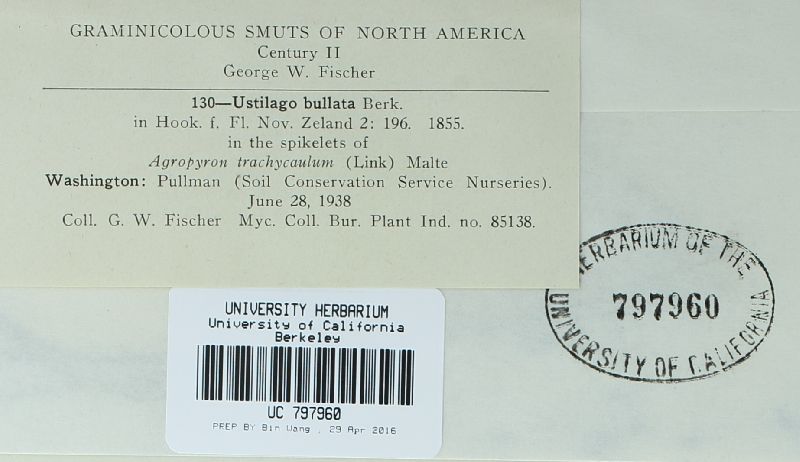 GRAMINICOLOUS SMUTS OF NORTH AMERICA
Century II
George W. Fischer
130—Ustilago bullata Berk.
in Hook. f. Fl. Nov. Zeland 2: 196. 1855.
in the spikelets of
Agropyron trachycaulum (Link) Malte
Washington: Pullman (Soil Conservation Service Nurseries).
June 28, 1938
Coll. G. W. Fischer Myc. Coll. Bur. Plant Ind. no. 85138.
HERBARIUM OF THE
797960
UNIVERSITY OF CALIFORNIA
UNIVERSITY HERBARIUM
University of California
Berkeley
UC 797960
PREP BY Bin Wang , 29 Apr 2016